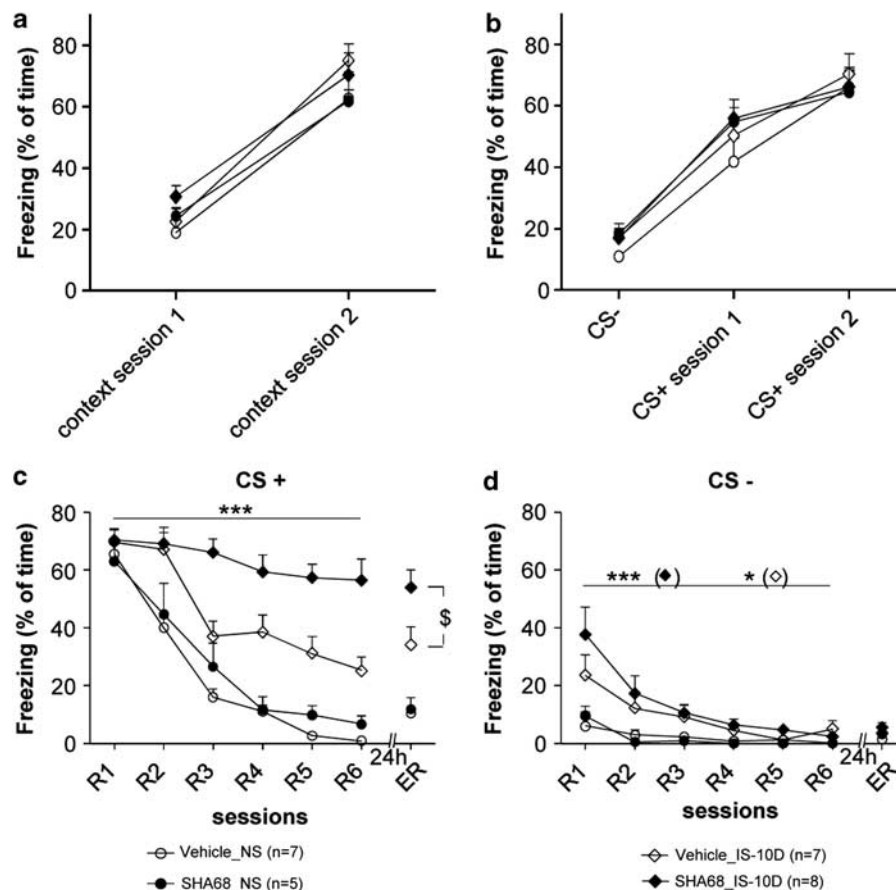 a
Freezing (% of time)
80
60
40
20
0
context session 1
context session 2
b
Freezing (% of time)
80
60
40
20
0
CS-
CS+ session 1
CS+ session 2
c
CS +
Freezing (% of time)
80
60
40
20
0
***
$
R1
R2
R3
R4
R5
R6
24h
ER
sessions
Vehicle_NS (n=7)
SHA68_NS (n=5)
d
CS -
Freezing (% of time)
80
60
40
20
0
*** (◆)
* (◇)
R1
R2
R3
R4
R5
R6
24h
ER
sessions
Vehicle_IS-10D (n=7)
SHA68_IS-10D (n=8)